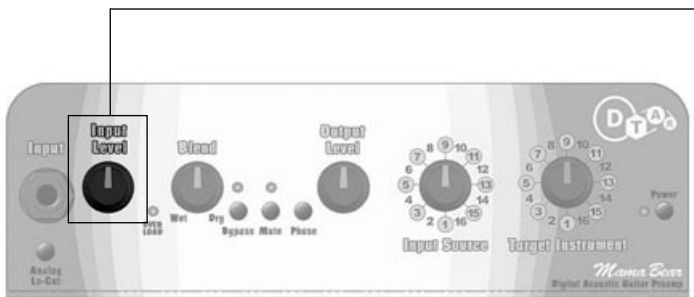 DTAR
Input
Input Level
Blend
Output Level
OVER LOAD
Wet Dry
Bypass Mute Phase
Analog Lo-Cut
1 2 3 4 5 6 7 8 9 10 11 12 13 14 15 16
Input Source
1 2 3 4 5 6 7 8 9 10 11 12 13 14 15 16
Target Instrument
Power
Mama Bear
Digital Acoustic Guitar Preamp